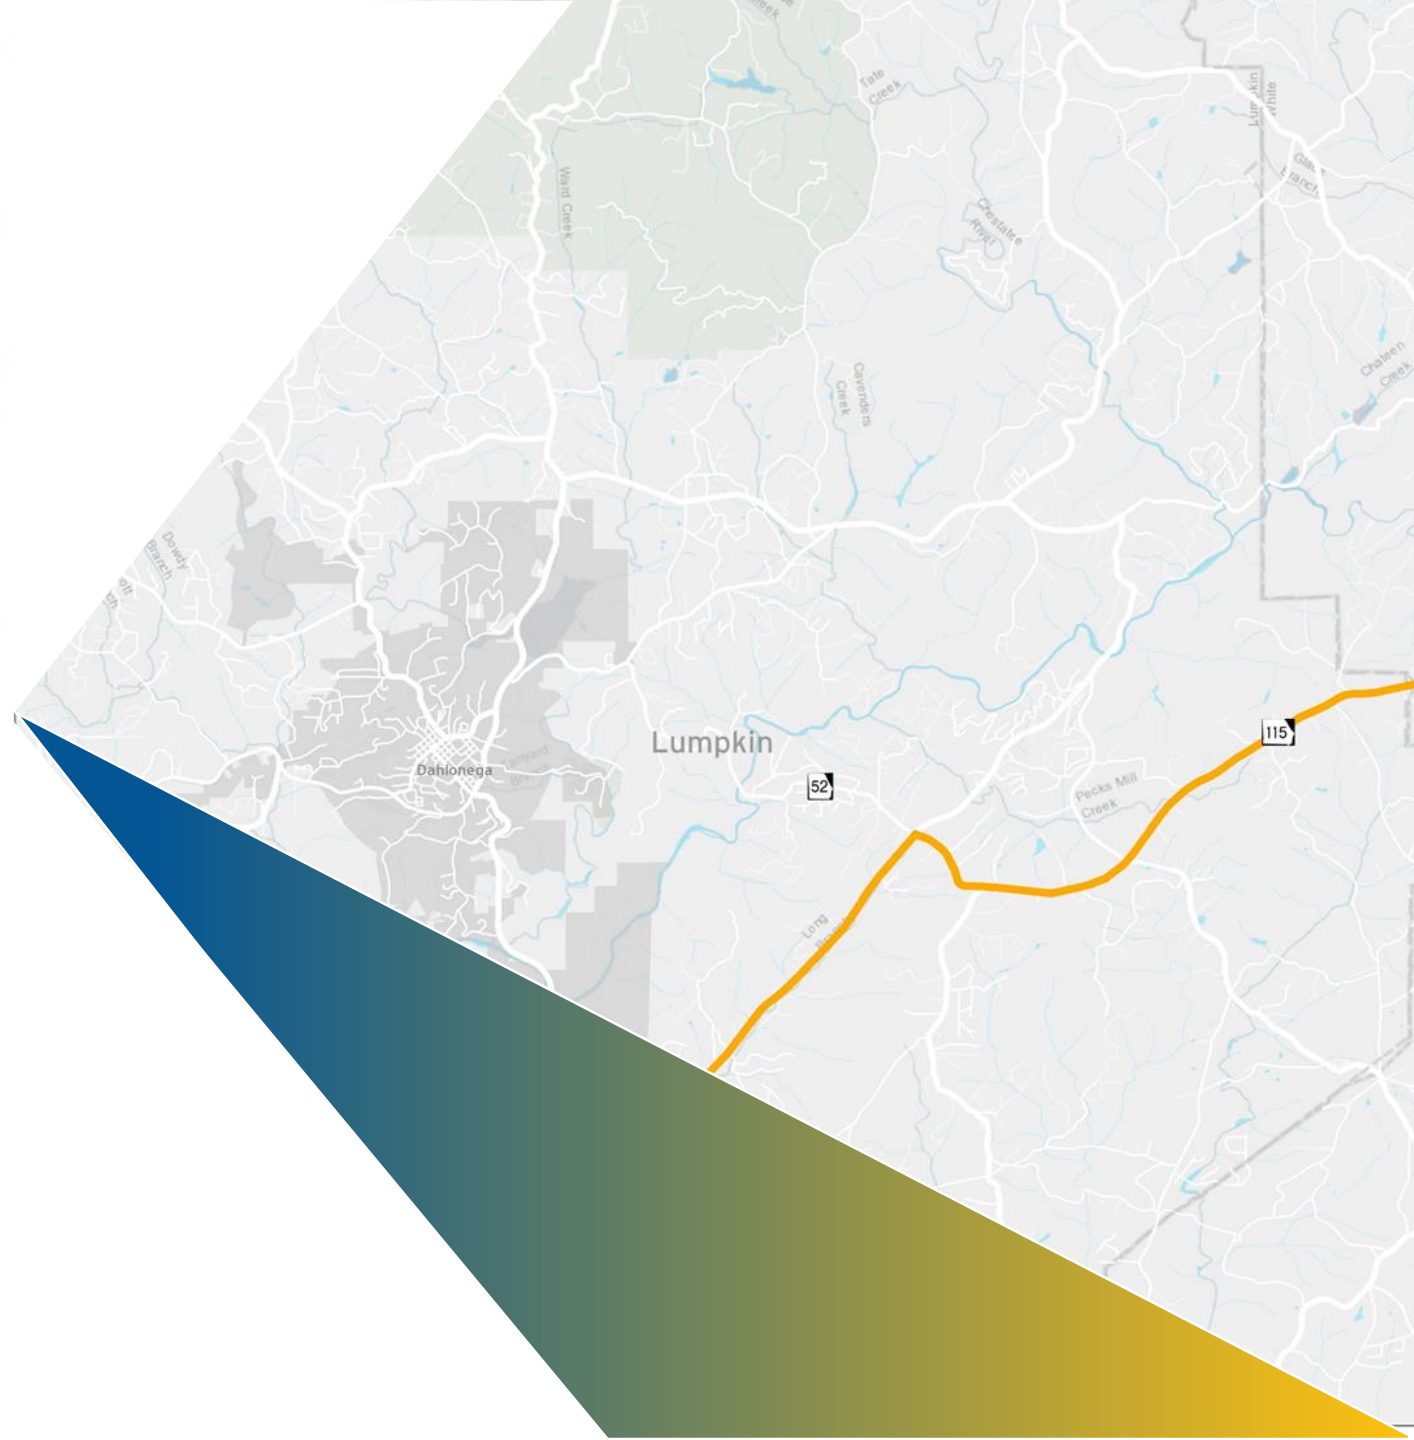 Tate
Creek
Lumpkin
White
Ward Creek
Chestatee
River
Branch
Chateen
Creek
Cavenders
Creek
Dowdy
Branch
Lumpkin
115
Dahlonega
Branch
52
Pecks Mill
Creek
Long